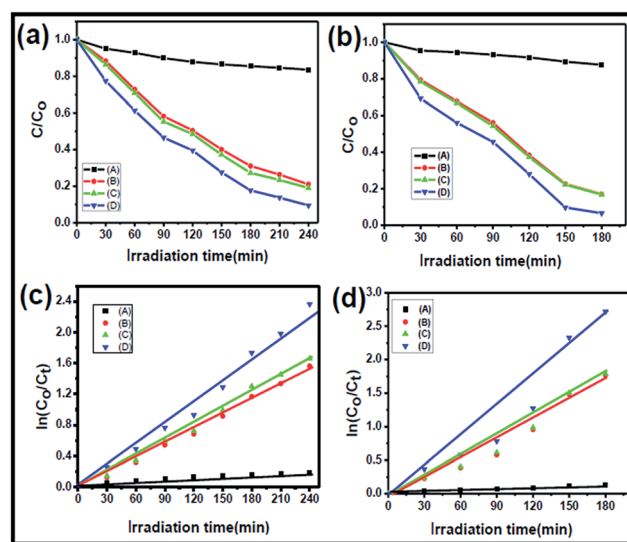 (a)
C/Co
1.0
0.8
0.6
0.4
0.2
0.0
(A)
(B)
(C)
(D)
0 30 60 90 120 150 180 210 240
Irradiation time(min)
(b)
C/Co
1.0
0.8
0.6
0.4
0.2
0.0
(A)
(B)
(C)
(D)
0 30 60 90 120 150 180
Irradiation time(min)
(c)
ln(Co/Ct)
2.4
2.0
1.6
1.2
0.8
0.4
0.0
(A)
(B)
(C)
(D)
0 30 60 90 120 150 180 210 240
Irradiation time(min)
(d)
ln(Co/Ct)
3.0
2.5
2.0
1.5
1.0
0.5
0.0
(A)
(B)
(C)
(D)
0 30 60 90 120 150 180
Irradiation time(min)